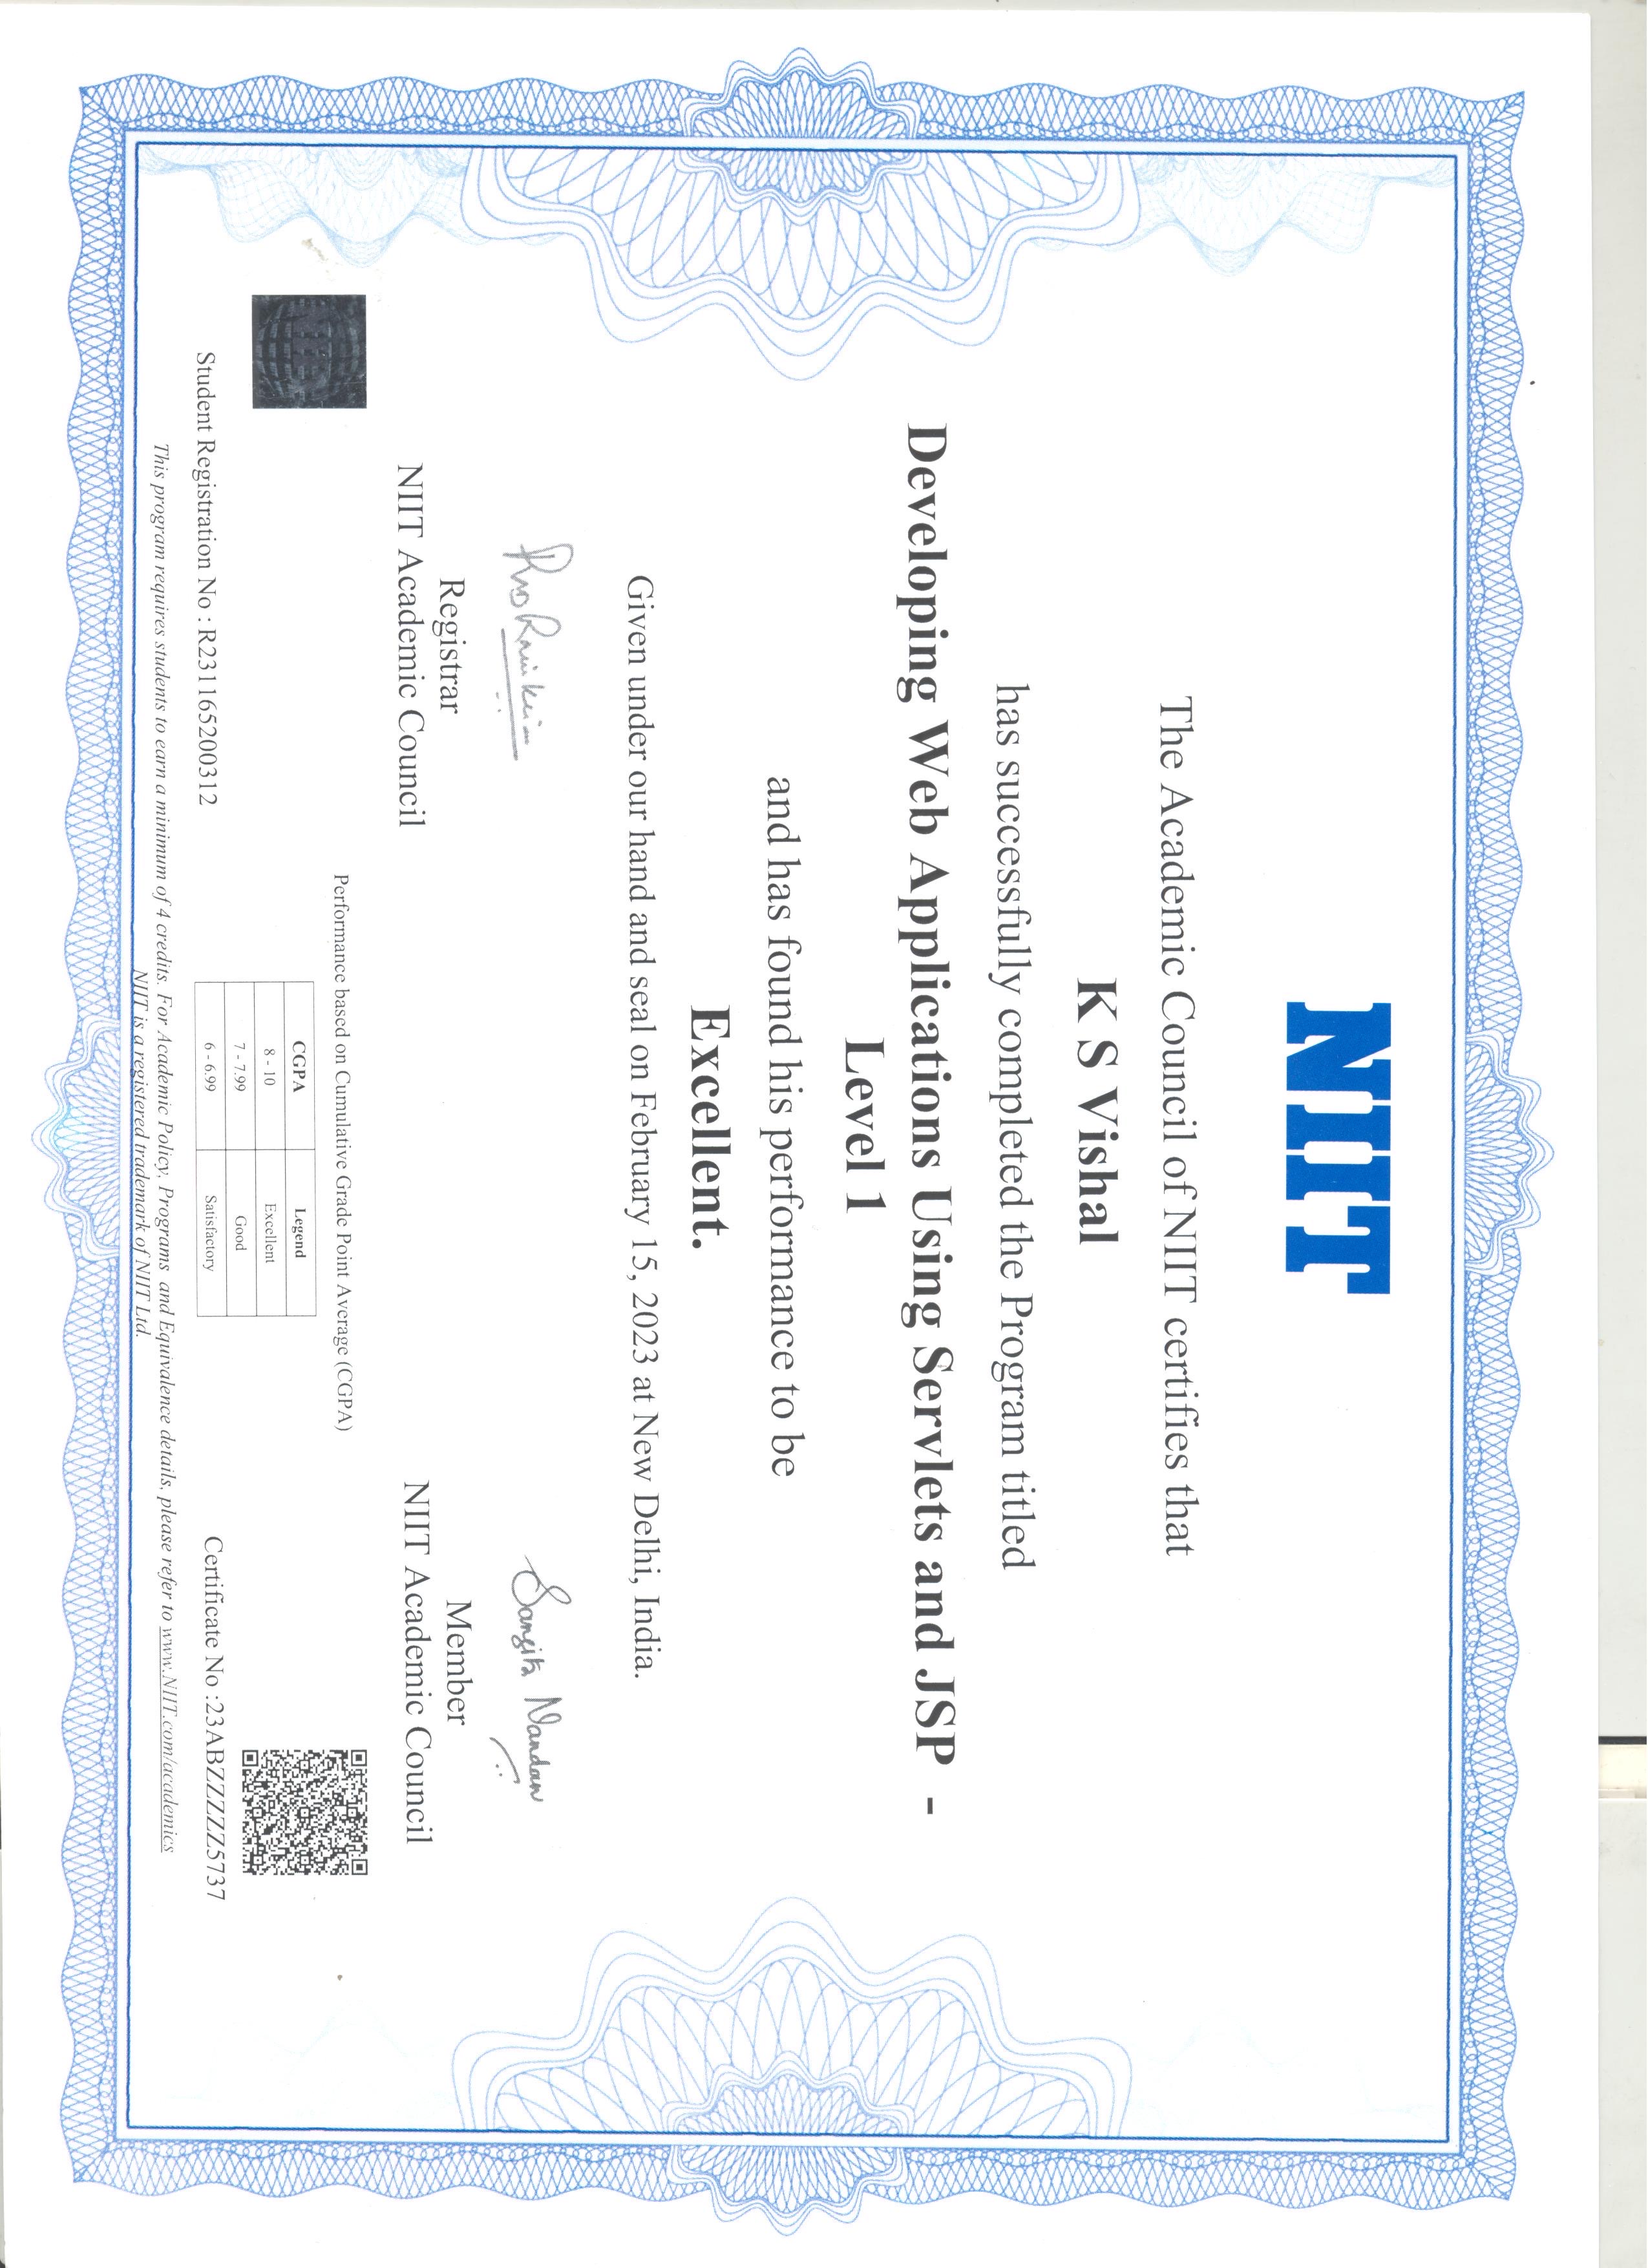 NIIT
The Academic Council of NIIT certifies that
K S Vishal
has successfully completed the Program titled
Developing Web Applications Using Servlets and JSP -
Level 1
and has found his performance to be
Excellent.
Given under our hand and seal on February 15, 2023 at New Delhi, India.
Sangita Nandan
Registrar
NIIT Academic Council
Member
NIIT Academic Council
Performance based on Cumulative Grade Point Average (CGPA)
CGPA Legend
8 - 10 Excellent
7 - 7.99 Good
6 - 6.99 Satisfactory
Student Registration No : R231165200312
Certificate No :23ABZZZZZ5737
This program requires students to earn a minimum of 4 credits. For Academic Policy, Programs and Equivalence details, please refer to www.NIIT.com/academics
NIIT is a registered trademark of NIIT Ltd.